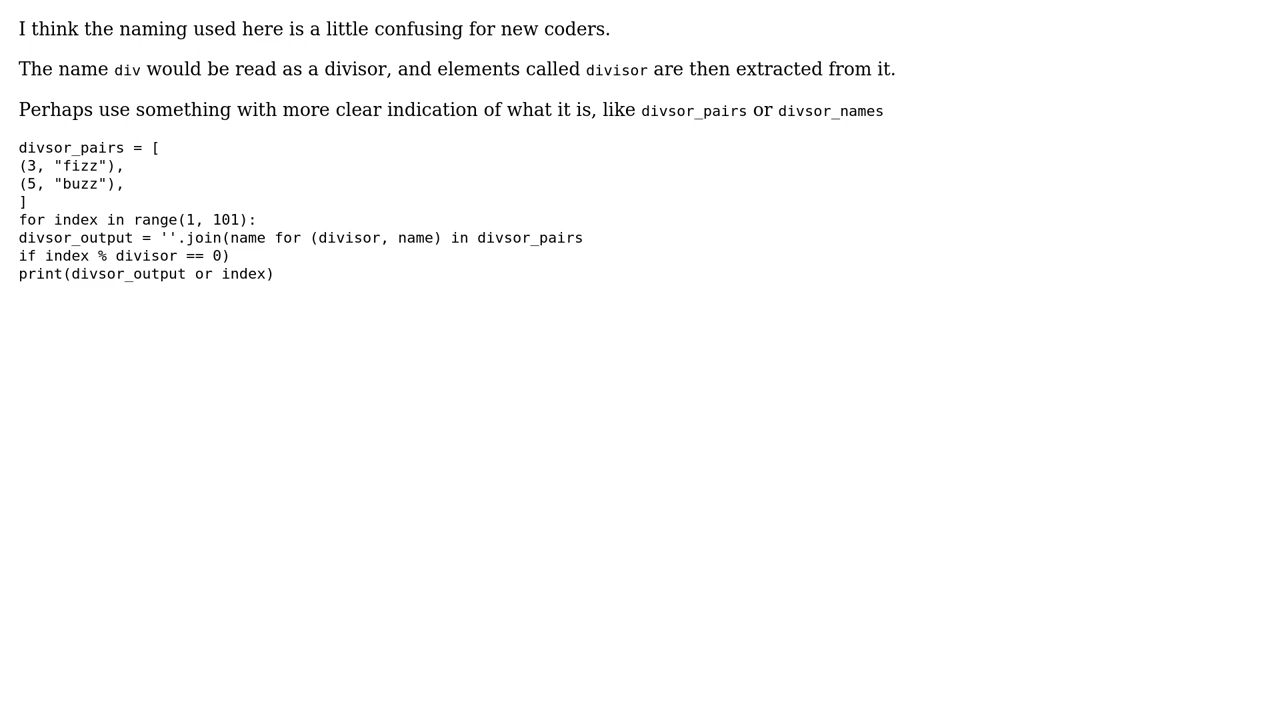 I think the naming used here is a little confusing for new coders.
The name div would be read as a divisor, and elements called divisor are then extracted from it.
Perhaps use something with more clear indication of what it is, like divsor_pairs or divsor_names
divsor_pairs = [
(3, "fizz"),
(5, "buzz"),
]
for index in range(1, 101):
divsor_output = ''.join(name for (divisor, name) in divsor_pairs
if index % divisor == 0)
print(divsor_output or index)